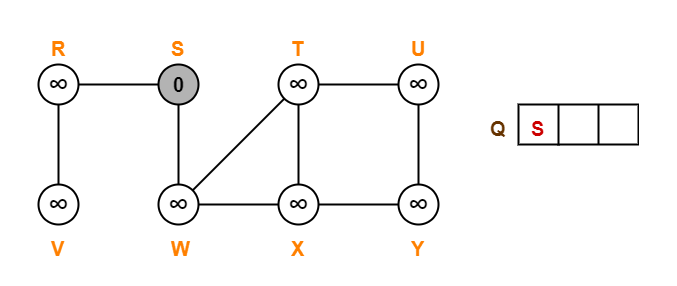 R S T U
∞ 0 ∞ ∞
Q S
∞ ∞ ∞ ∞
V W X Y